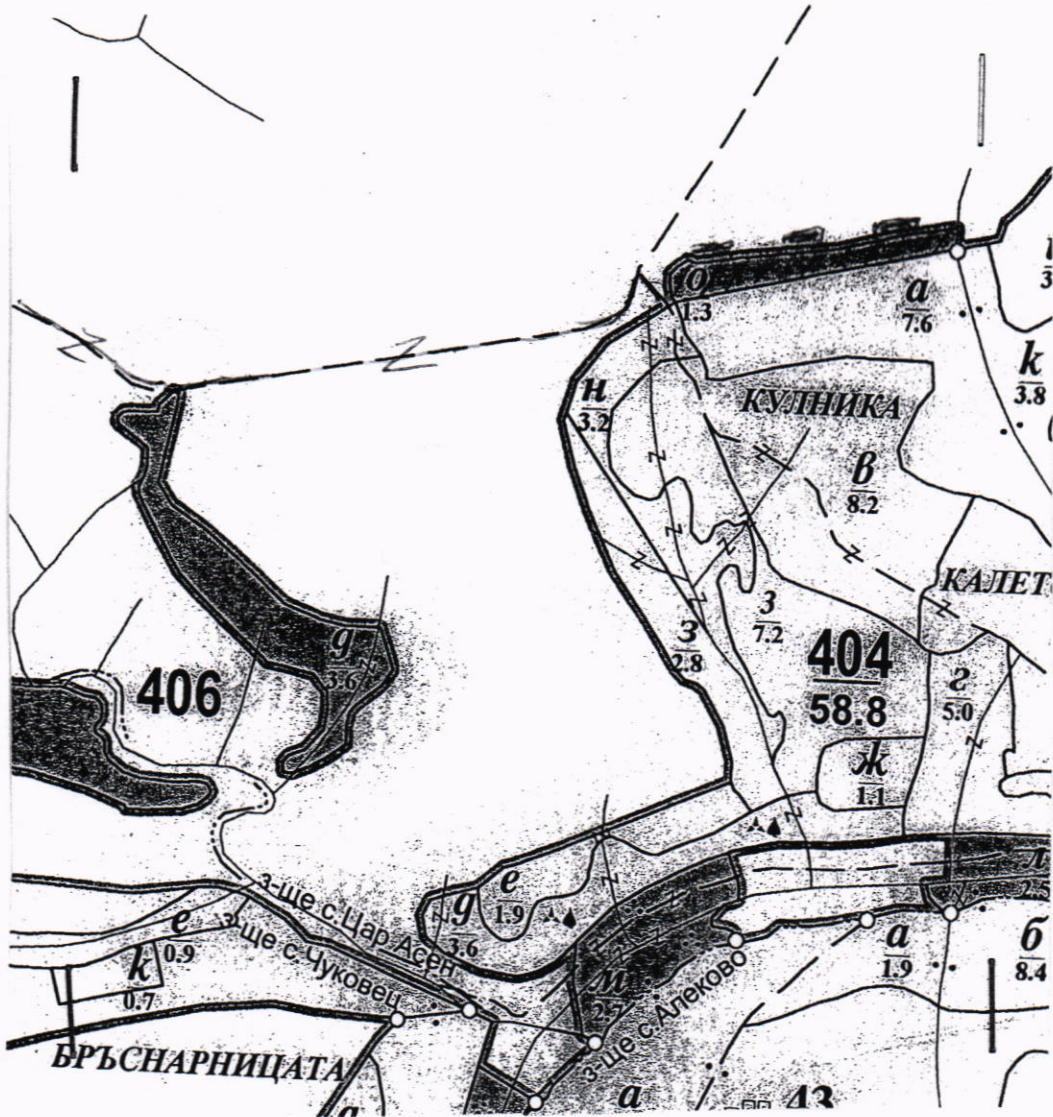 о
1.3
а
7.6
к
3.8
н
3.2
КУЛНИКА
в
8.2
КАЛЕТ
з
7.2
з
2.8
404
58.8
г
5.0
406
д
3.6
ж
1.1
е
1.9
д
3.6
л
2.5
з-ще с.Цар Асен
з-ще с.Чуковец
е
0.9
к
0.7
м
з-ще с.Алеково
а
1.9
б
8.4
БРЪСНАРНИЦАТА
а
а
43